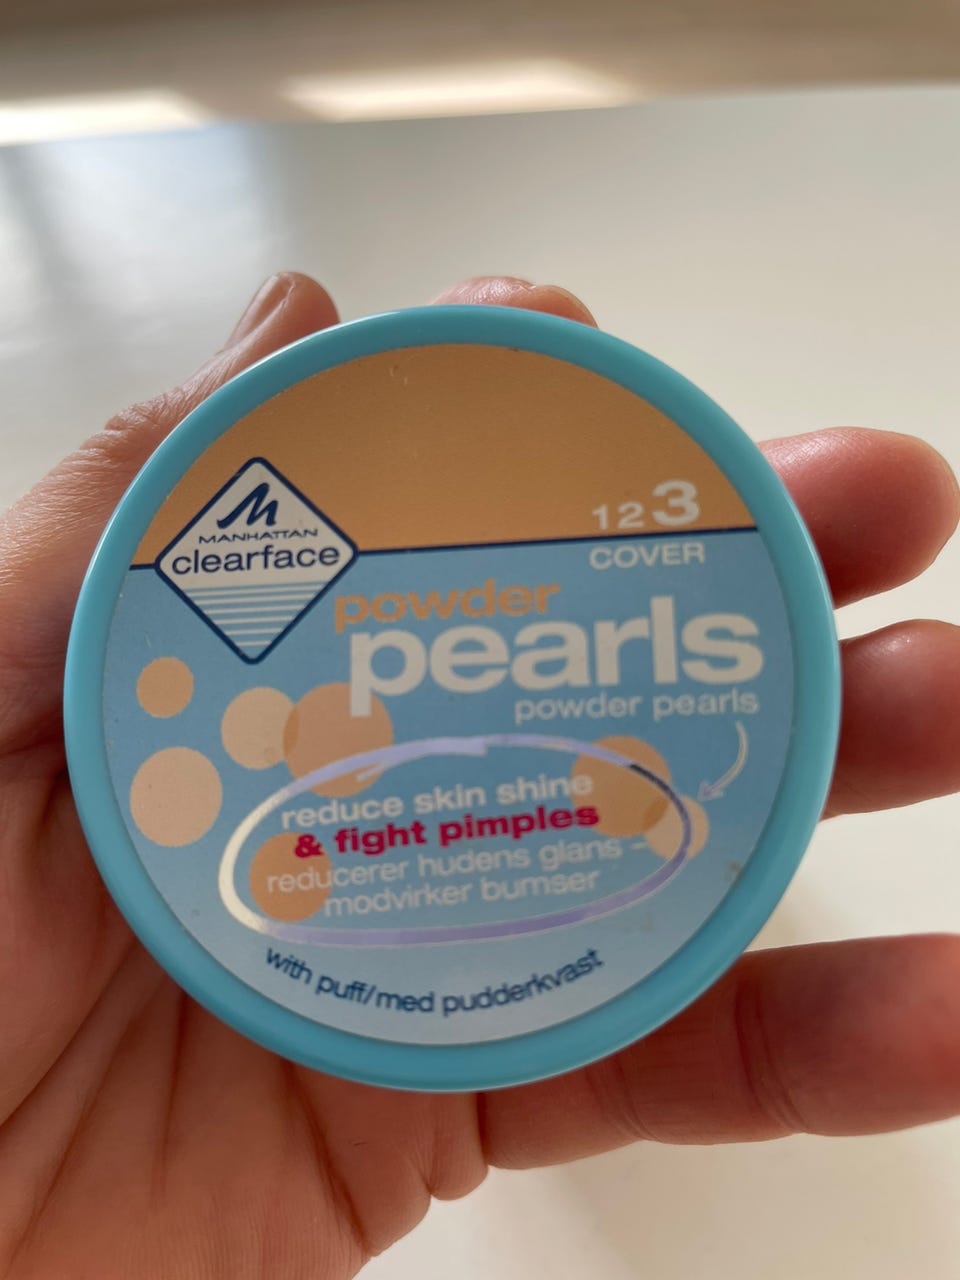 M
MANHATTAN
clearface
1 2 3
COVER
powder
pearls
powder pearls
reduce skin shine
& fight pimples
reducerer hudens glans -
modvirker bumser
with puff/med pudderkvast